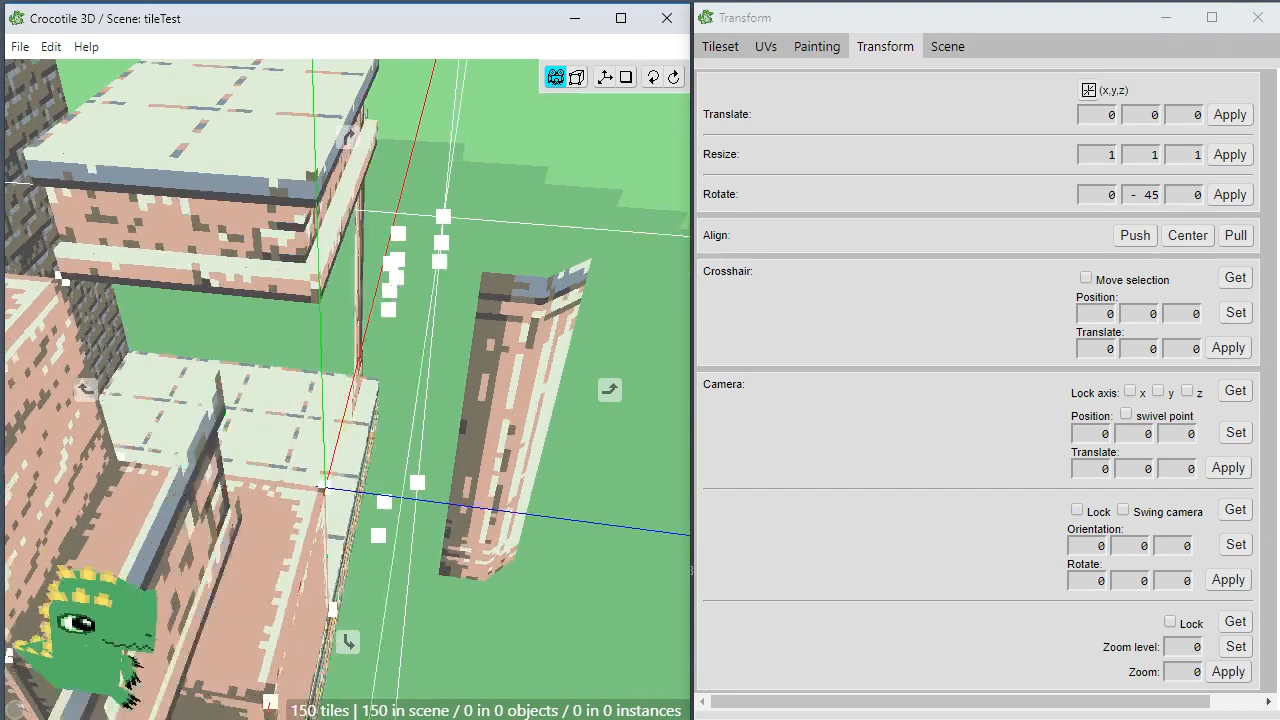 Crocotile 3D / Scene: tileTest
File Edit Help
150 tiles | 150 in scene / 0 in 0 objects / 0 in 0 instances
Transform
Tileset UVs Painting Transform Scene
(x,y,z)
Translate: 0 0 0 Apply
Resize: 1 1 1 Apply
Rotate: 0 - 45 0 Apply
Align: Push Center Pull
Crosshair: Move selection Get
Position:
0 0 0 Set
Translate:
0 0 0 Apply
Camera:
Lock axis: x y z Get
Position: swivel point
0 0 0 Set
Translate:
0 0 0 Apply
Lock Swing camera Get
Orientation:
0 0 0 Set
Rotate:
0 0 0 Apply
Lock Get
Zoom level: 0 Set
Zoom: 0 Apply